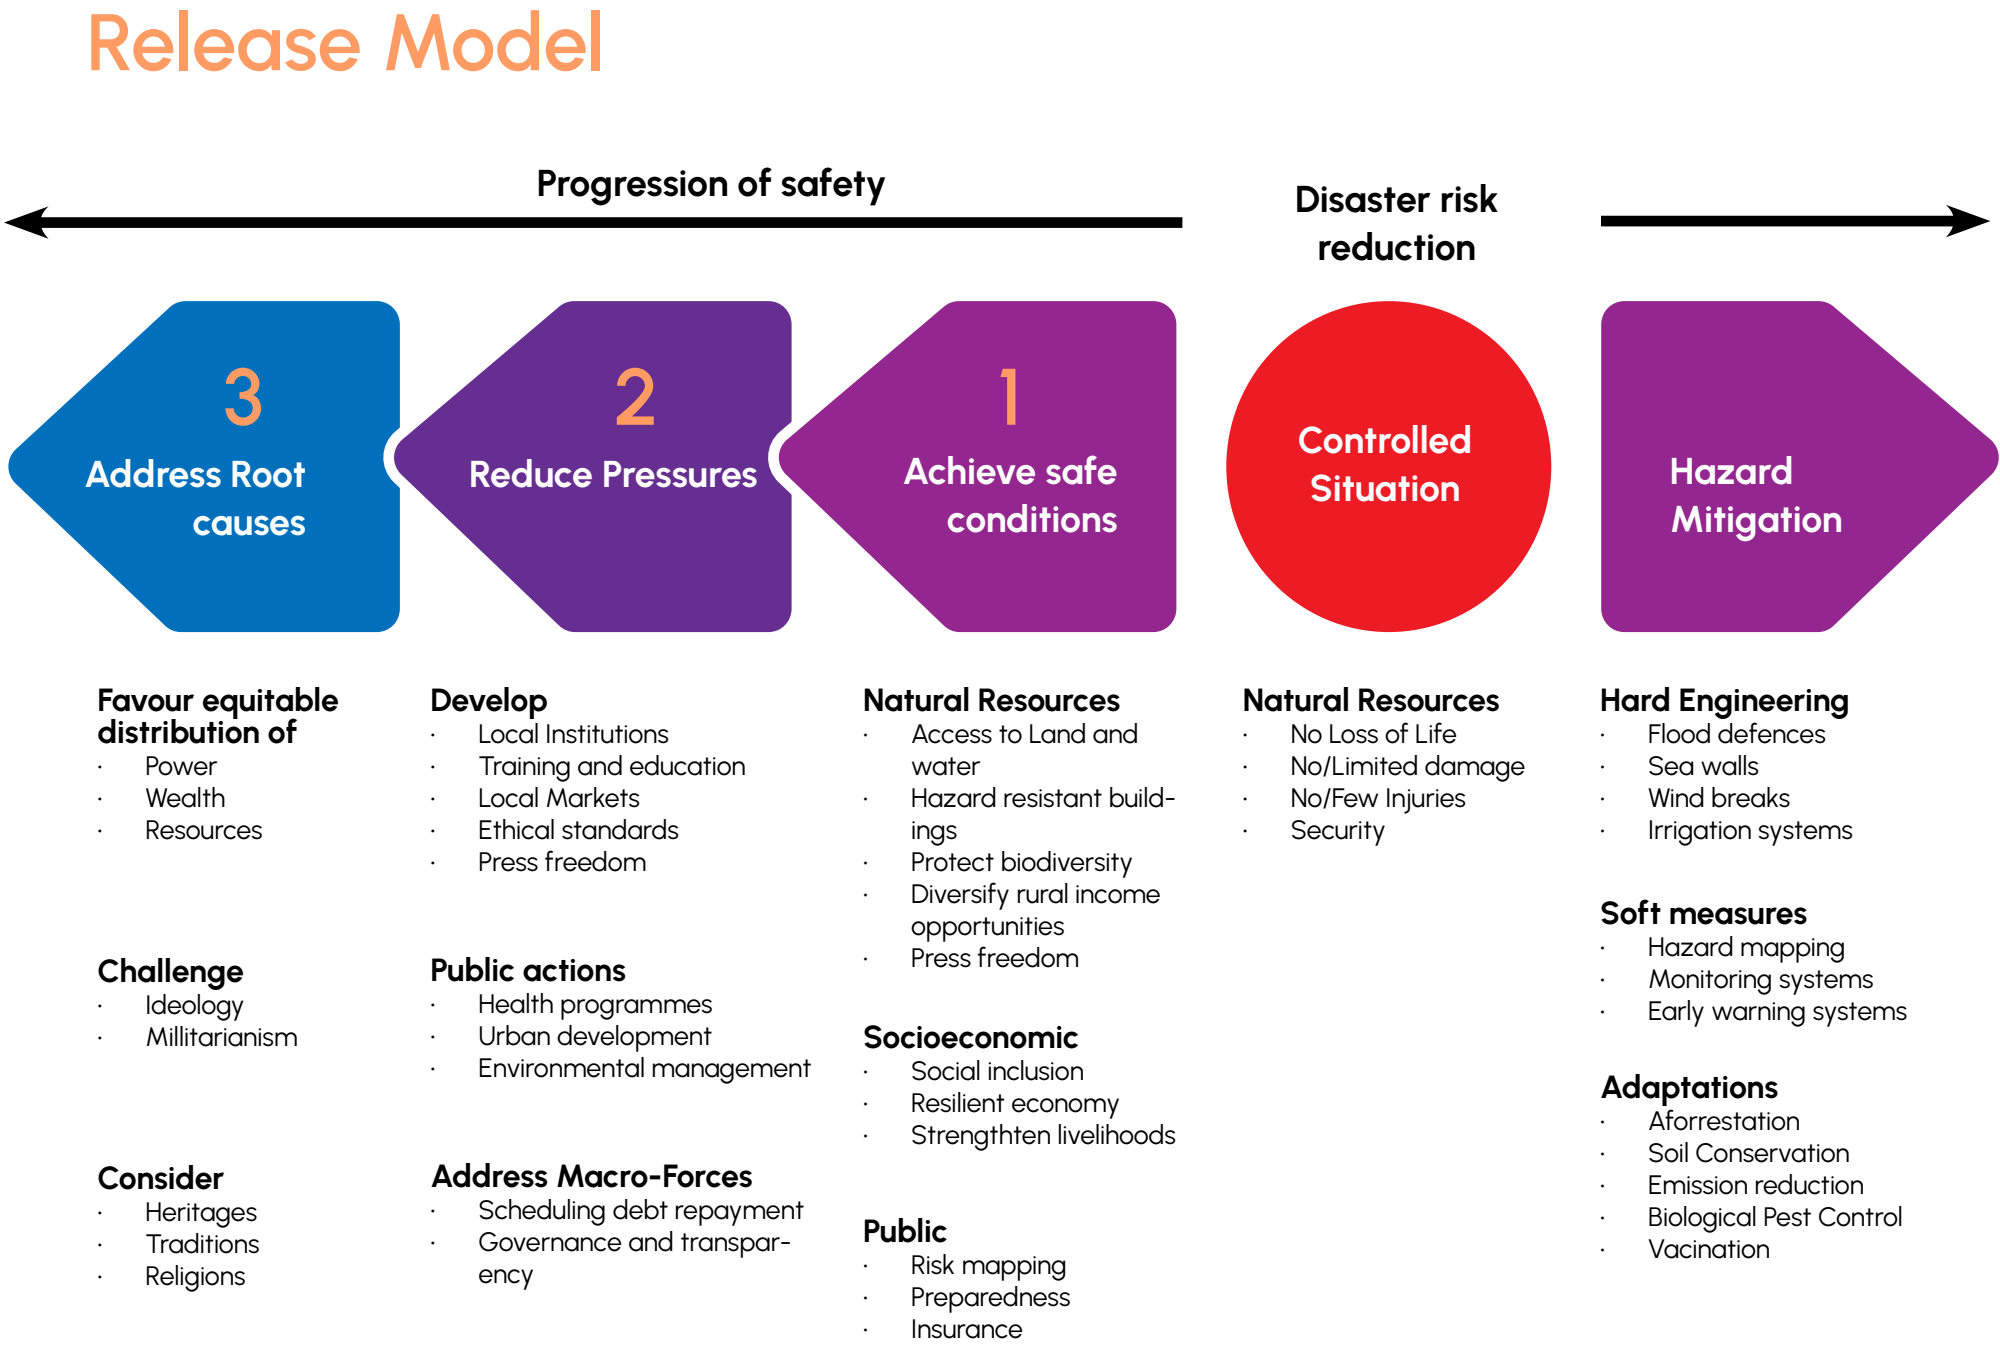 Release Model
Progression of safety
Disaster risk
reduction
3
Address Root
causes
2
Reduce Pressures
1
Achieve safe
conditions
Controlled
Situation
Hazard
Mitigation
Favour equitable
distribution of
· Power
· Wealth
· Resources
Challenge
· Ideology
· Millitarianism
Consider
· Heritages
· Traditions
· Religions
Develop
· Local Institutions
· Training and education
· Local Markets
· Ethical standards
· Press freedom
Public actions
· Health programmes
· Urban development
· Environmental management
Address Macro-Forces
· Scheduling debt repayment
· Governance and transpar-
ency
Natural Resources
· Access to Land and
water
· Hazard resistant build-
ings
· Protect biodiversity
· Diversify rural income
opportunities
· Press freedom
Socioeconomic
· Social inclusion
· Resilient economy
· Strengthten livelihoods
Public
· Risk mapping
· Preparedness
· Insurance
Natural Resources
· No Loss of Life
· No/Limited damage
· No/Few Injuries
· Security
Hard Engineering
· Flood defences
· Sea walls
· Wind breaks
· Irrigation systems
Soft measures
· Hazard mapping
· Monitoring systems
· Early warning systems
Adaptations
· Aforrestation
· Soil Conservation
· Emission reduction
· Biological Pest Control
· Vacination